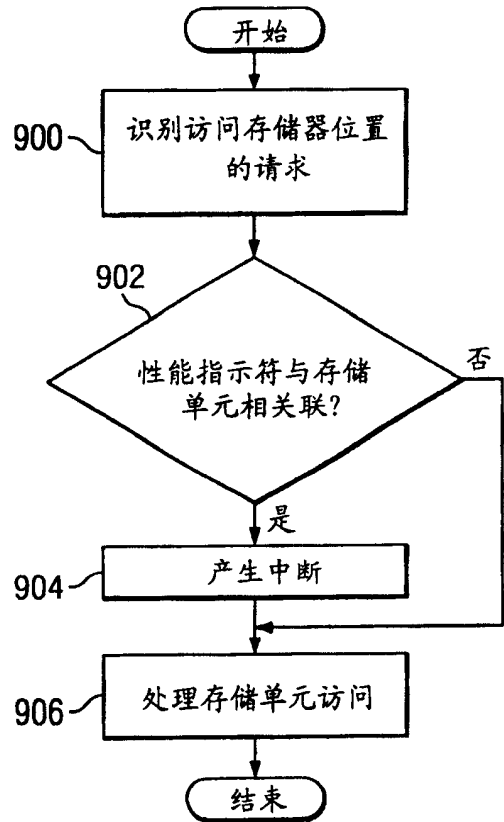 开始
900
识别访问存储器位置
的请求
902
性能指示符与存储
单元相关联?
否
是
904
产生中断
906
处理存储单元访问
结束